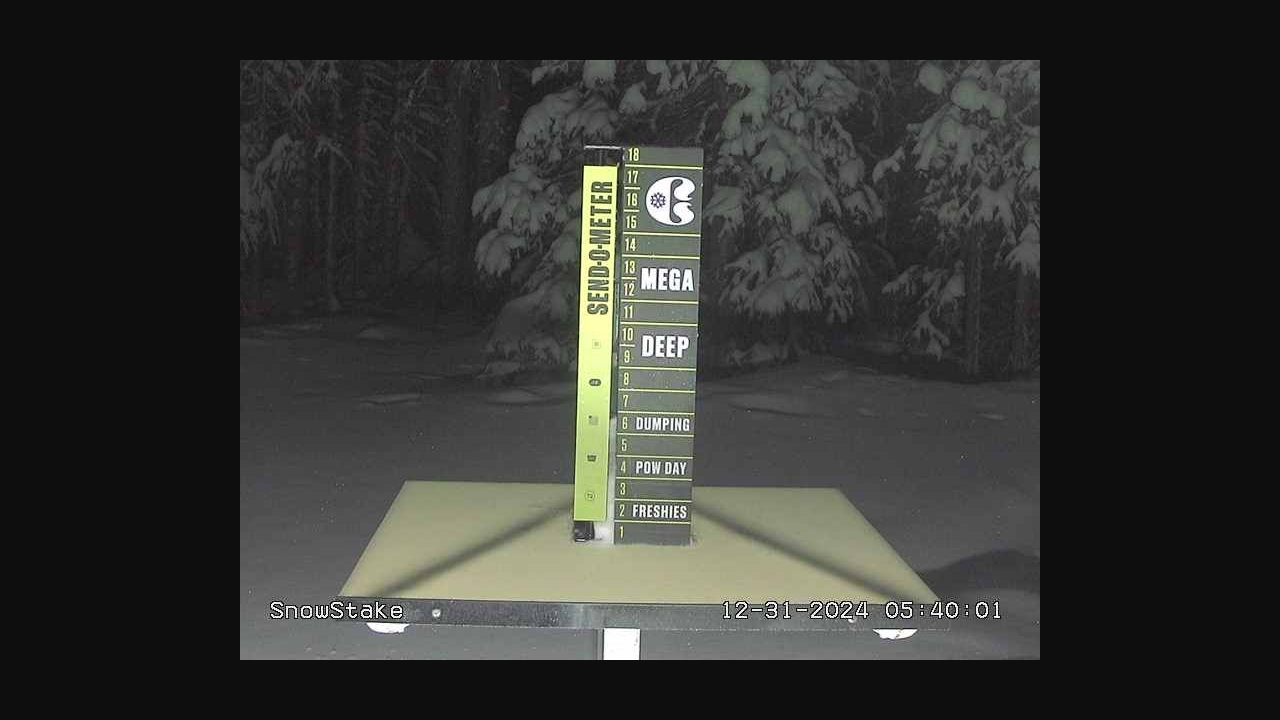 SEND-O-METER
18
17
16
15
14
13
12
MEGA
11
10
9
DEEP
8
7
6 DUMPING
5
4 POW DAY
3
2 FRESHIES
1
SnowStake
12-31-2024 05:40:01